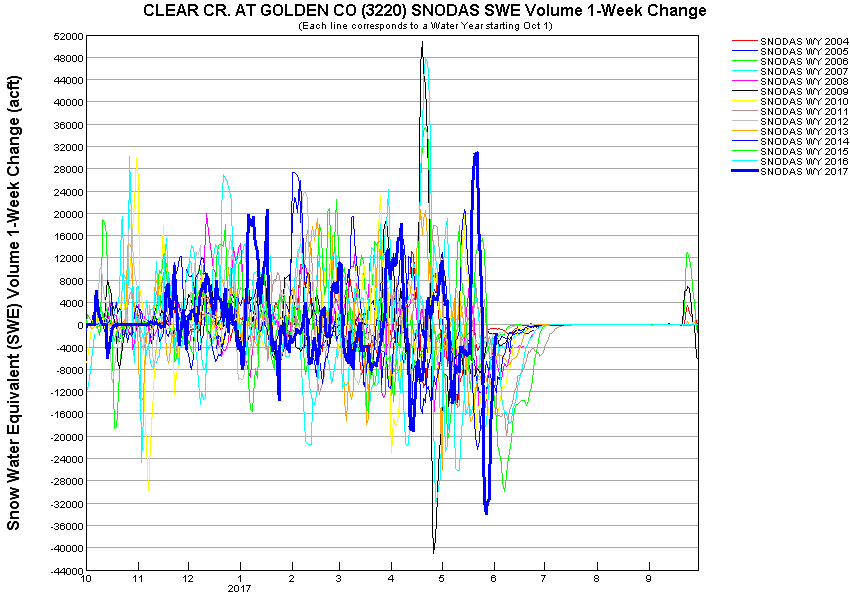 CLEAR CR. AT GOLDEN CO (3220) SNODAS SWE Volume 1-Week Change
(Each line corresponds to a Water Year starting Oct 1)
Snow Water Equivalent (SWE) Volume 1-Week Change (acft)
52000
48000
44000
40000
36000
32000
28000
24000
20000
16000
12000
8000
4000
0
-4000
-8000
-12000
-16000
-20000
-24000
-28000
-32000
-36000
-40000
-44000
10 11 12 1 2 3 4 5 6 7 8 9
2017
SNODAS WY 2004
SNODAS WY 2005
SNODAS WY 2006
SNODAS WY 2007
SNODAS WY 2008
SNODAS WY 2009
SNODAS WY 2010
SNODAS WY 2011
SNODAS WY 2012
SNODAS WY 2013
SNODAS WY 2014
SNODAS WY 2015
SNODAS WY 2016
SNODAS WY 2017